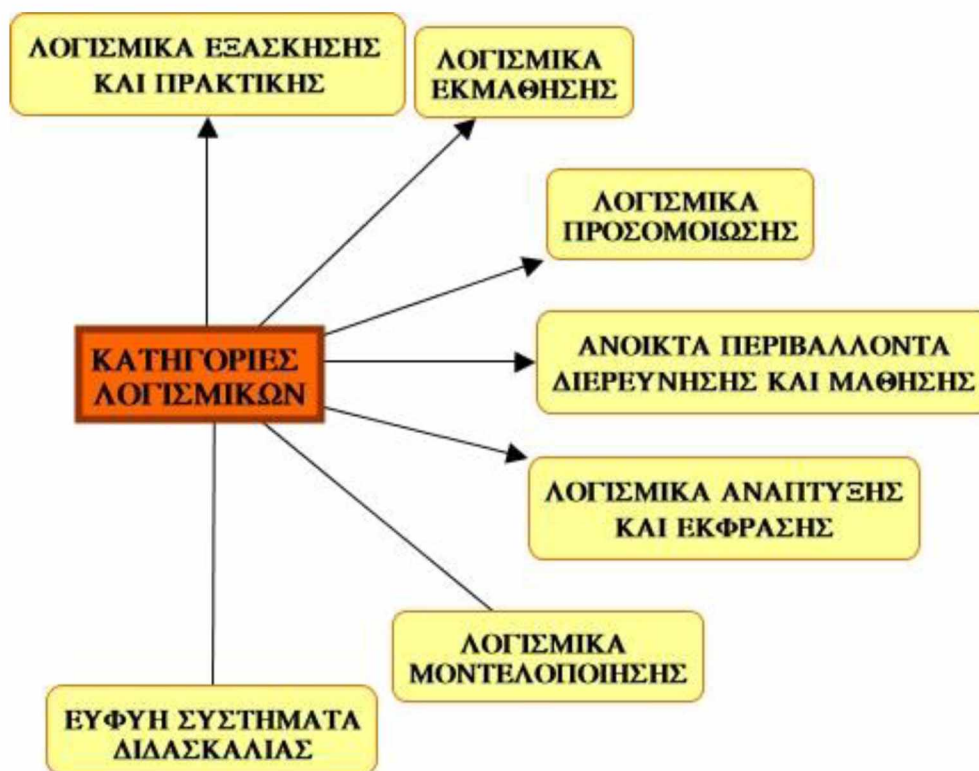 ΛΟΓΙΣΜΙΚΑ ΕΞΑΣΚΗΣΗΣ
ΚΑΙ ΠΡΑΚΤΙΚΗΣ
ΛΟΓΙΣΜΙΚΑ
ΕΚΜΑΘΗΣΗΣ
ΛΟΓΙΣΜΙΚΑ
ΠΡΟΣΟΜΟΙΩΣΗΣ
ΚΑΤΗΓΟΡΙΕΣ
ΛΟΓΙΣΜΙΚΩΝ
ΑΝΟΙΚΤΑ ΠΕΡΙΒΑΛΛΟΝΤΑ
ΔΙΕΡΕΥΝΗΣΗΣ ΚΑΙ ΜΑΘΗΣΗΣ
ΛΟΓΙΣΜΙΚΑ ΑΝΑΠΤΥΞΗΣ
ΚΑΙ ΕΚΦΡΑΣΗΣ
ΛΟΓΙΣΜΙΚΑ
ΜΟΝΤΕΛΟΠΟΙΗΣΗΣ
ΕΥΦΥΗ ΣΥΣΤΗΜΑΤΑ
ΔΙΔΑΣΚΑΛΙΑΣ